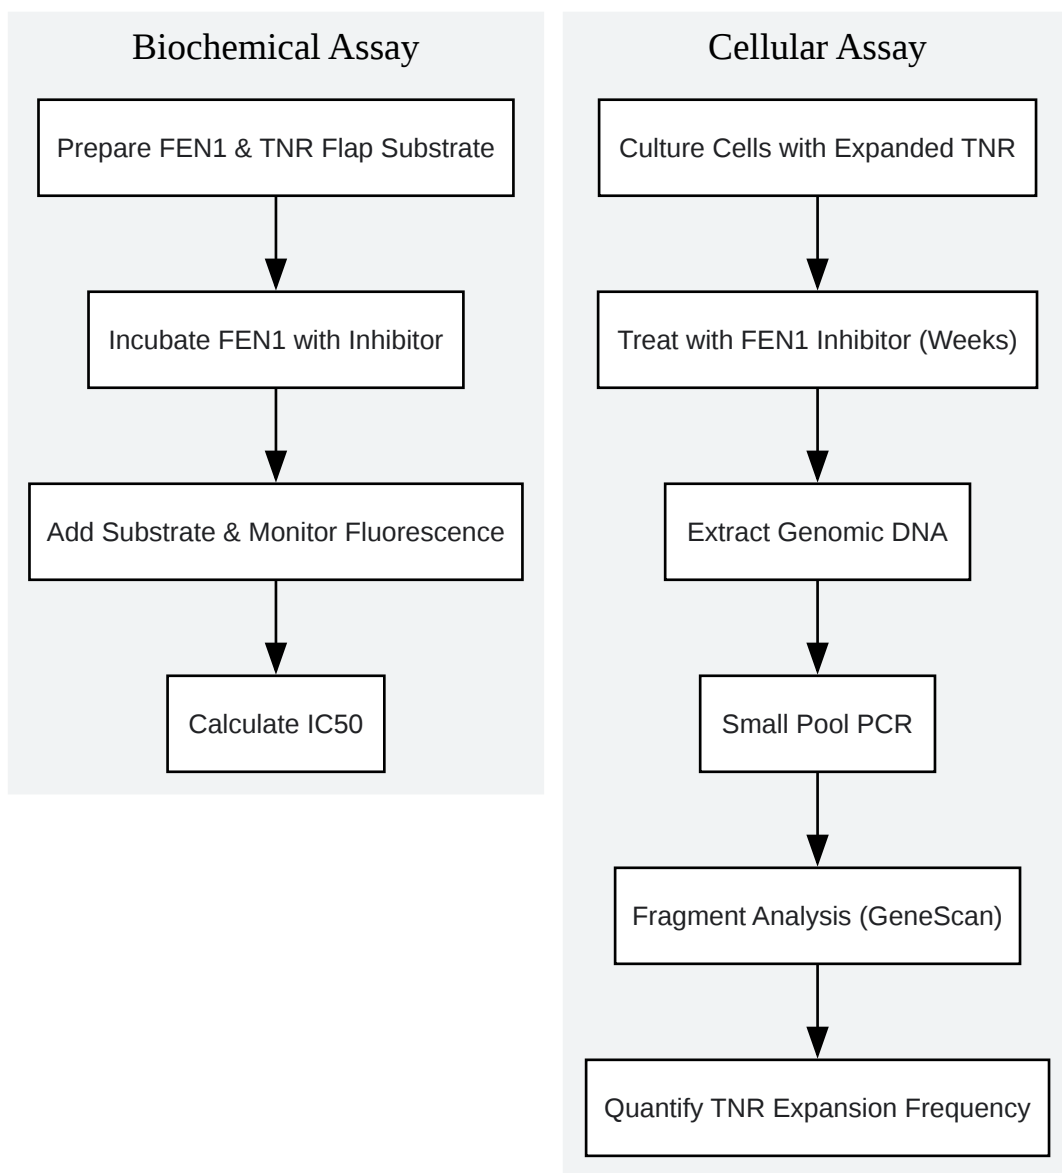 Biochemical Assay
Prepare FEN1 & TNR Flap Substrate
Incubate FEN1 with Inhibitor
Add Substrate & Monitor Fluorescence
Calculate IC50
Cellular Assay
Culture Cells with Expanded TNR
Treat with FEN1 Inhibitor (Weeks)
Extract Genomic DNA
Small Pool PCR
Fragment Analysis (GeneScan)
Quantify TNR Expansion Frequency